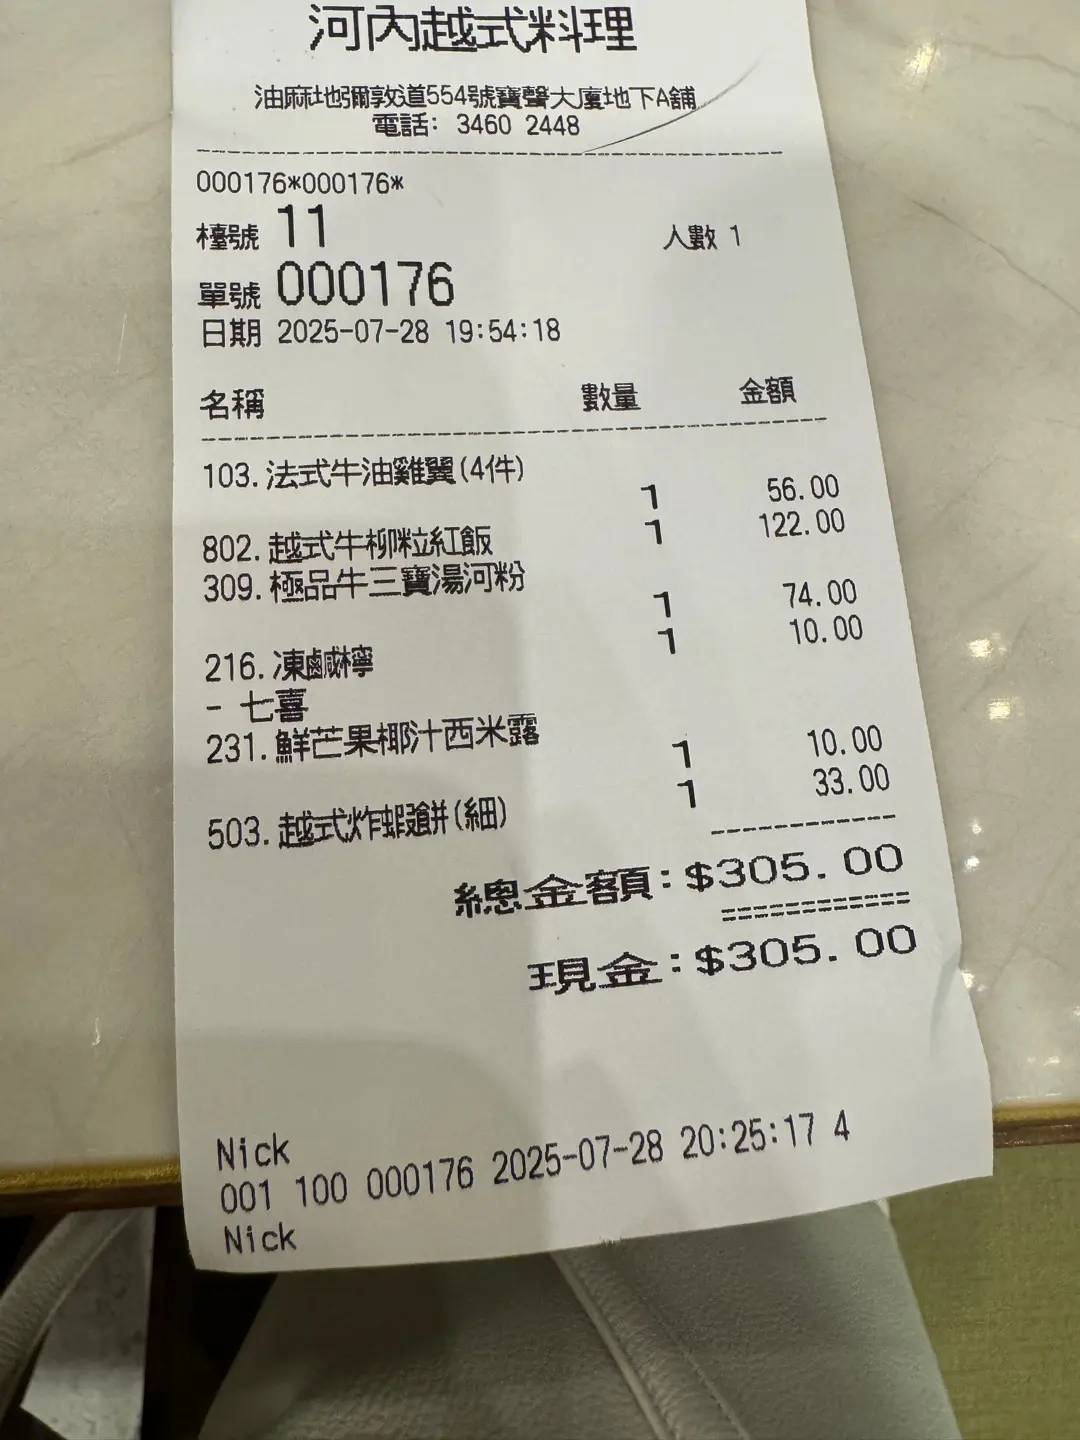 河內越式料理
油麻地彌敦道554號寶聲大廈地下A舖
電話: 3460 2448
000176*000176*
檯號 11 人數 1
單號 000176
日期 2025-07-28 19:54:18
名稱 數量 金額
103.法式牛油雞翼(4件)
1 56.00
802.越式牛柳粒紅飯 1 122.00
309.極品牛三寶湯河粉
1 74.00
216.凍鹹檸 1 10.00
- 七喜
231.鮮芒果椰汁西米露
1 10.00
503.越式炸蝦餅(細) 1 33.00
總金額:$305.00
現金:$305.00
Nick
001 100 000176 2025-07-28 20:25:17 4
Nick